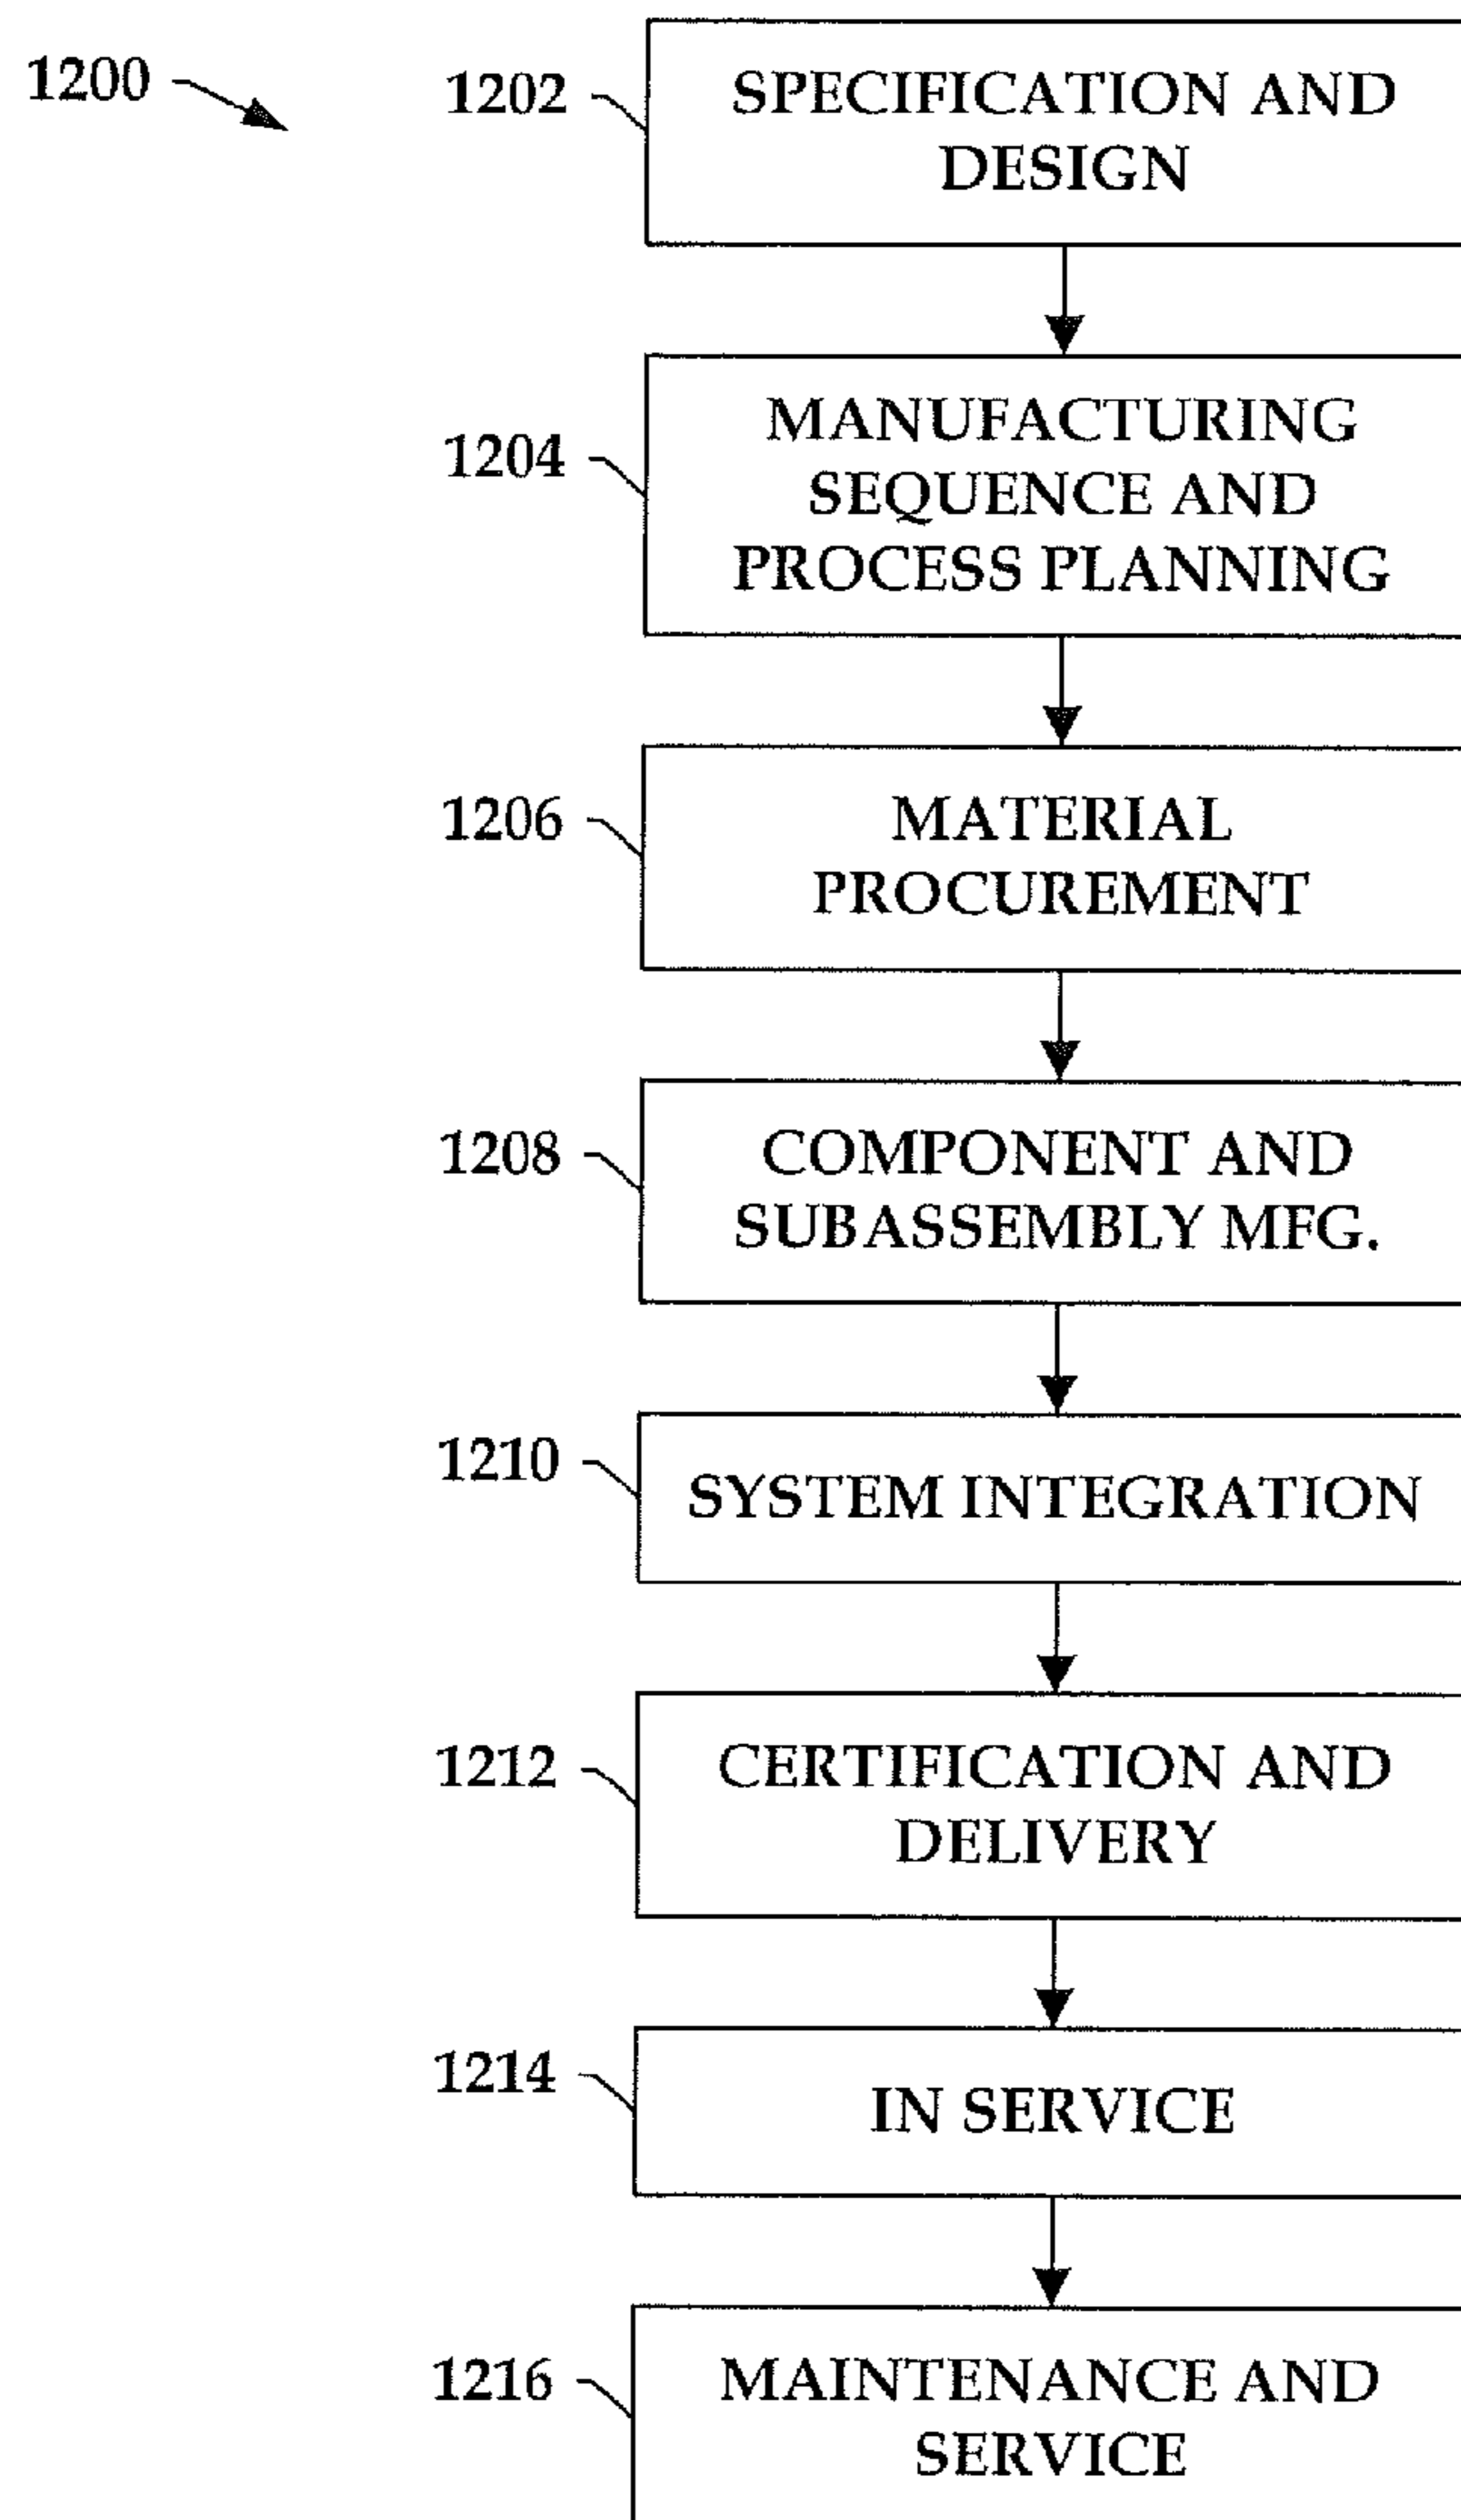 1200
1202
SPECIFICATION AND
DESIGN
1204
MANUFACTURING
SEQUENCE AND
PROCESS PLANNING
1206
MATERIAL
PROCUREMENT
1208
COMPONENT AND
SUBASSEMBLY MFG.
1210
SYSTEM INTEGRATION
1212
CERTIFICATION AND
DELIVERY
1214
IN SERVICE
1216
MAINTENANCE AND
SERVICE